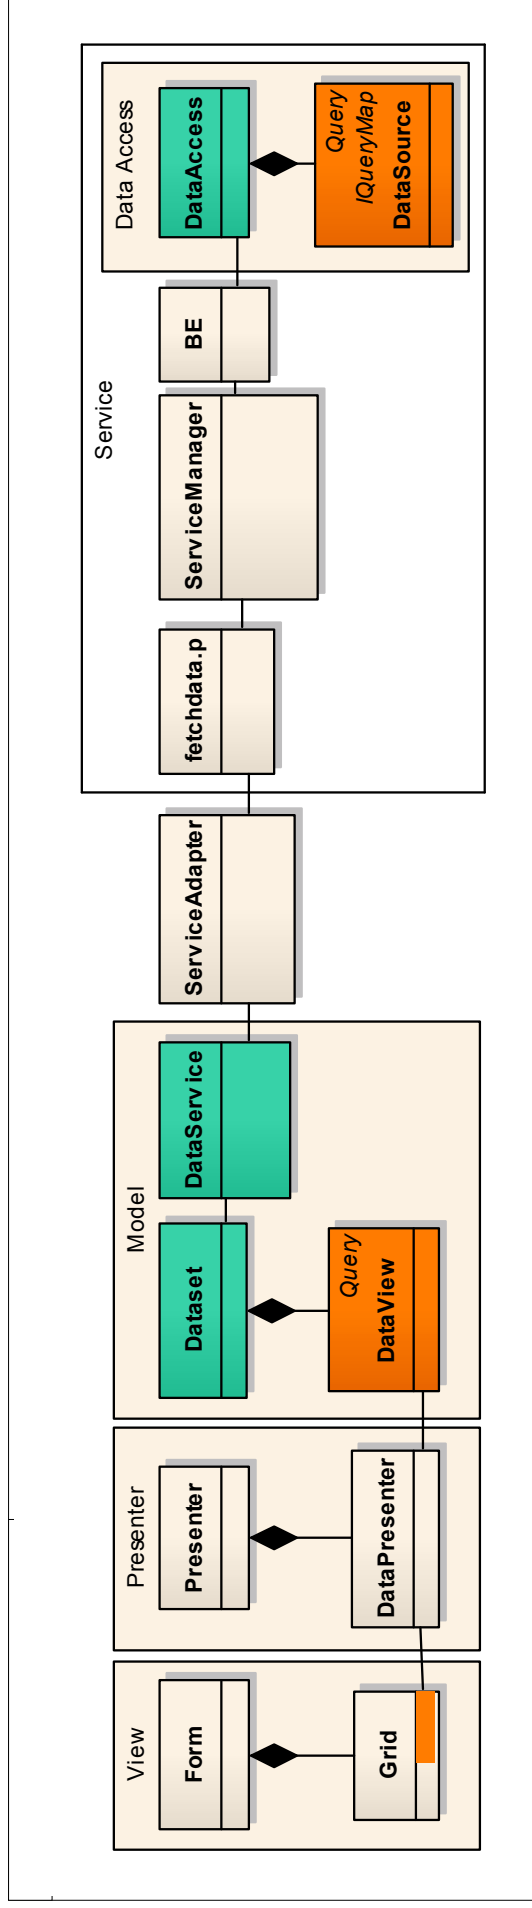 View
Form
Grid
Presenter
Presenter
DataPresenter
Model
Dataset
DataService
Query
DataView
ServiceAdapter
Service
fetchdata.p
ServiceManager
BE
Data Access
DataAccess
Query
IQueryMap
DataSource